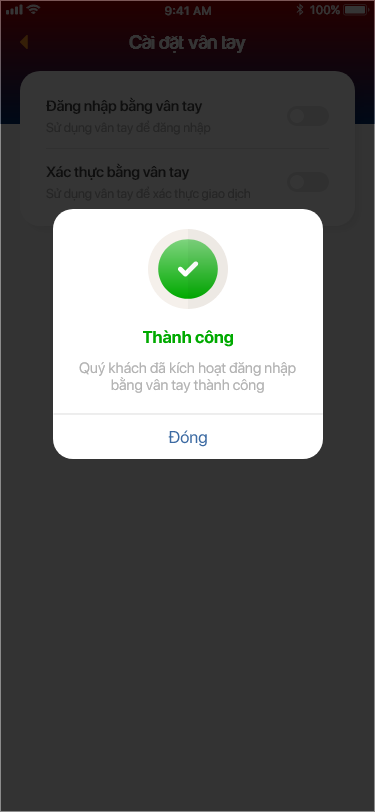 9:41 AM 100%
Cài đặt vân tay
Đăng nhập bằng vân tay
Sử dụng vân tay để đăng nhập
Xác thực bằng vân tay
Sử dụng vân tay để xác thực giao dịch
Thành công
Quý khách đã kích hoạt đăng nhập
bằng vân tay thành công
Đóng